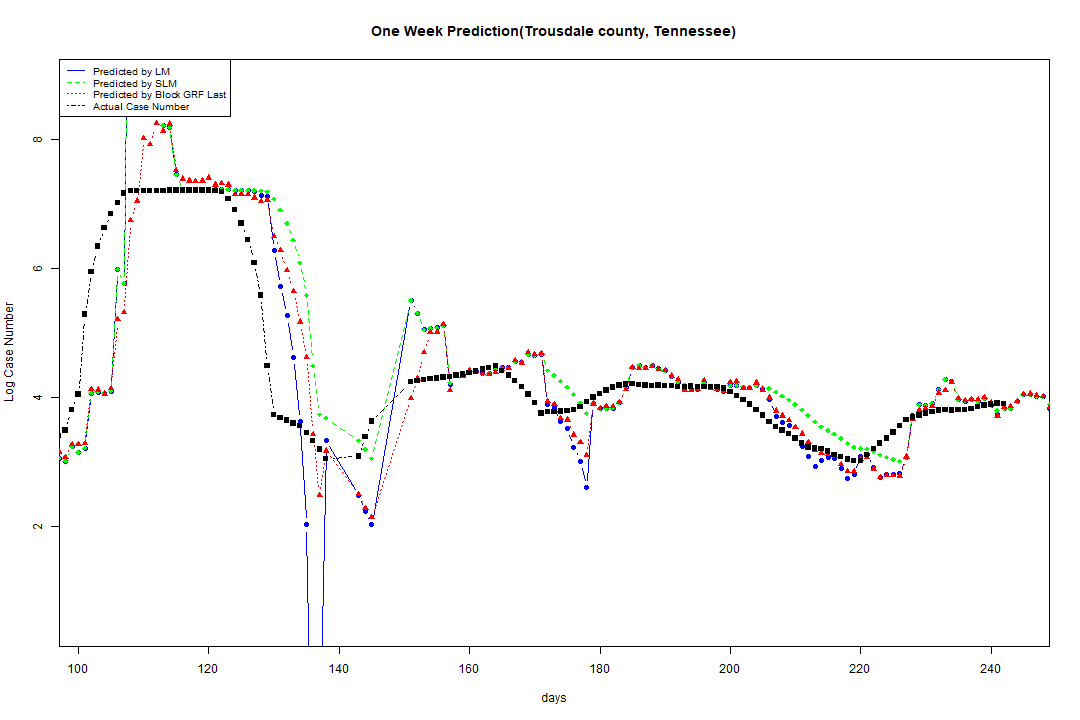 One Week Prediction(Trousdale county, Tennessee)
Predicted by LM
Predicted by SLM
Predicted by Block GRF Last
Actual Case Number
8
6
4
2
Log Case Number
100 120 140 160 180 200 220 240
days